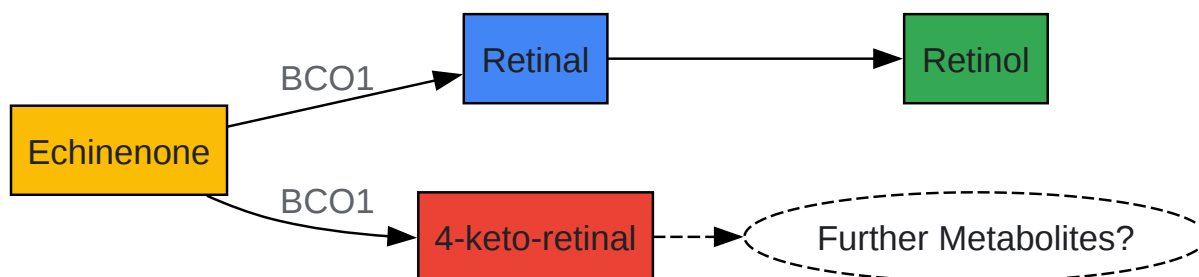 Retinal
Retinol
BCO1
Echinenone
BCO1
4-keto-retinal
Further Metabolites?